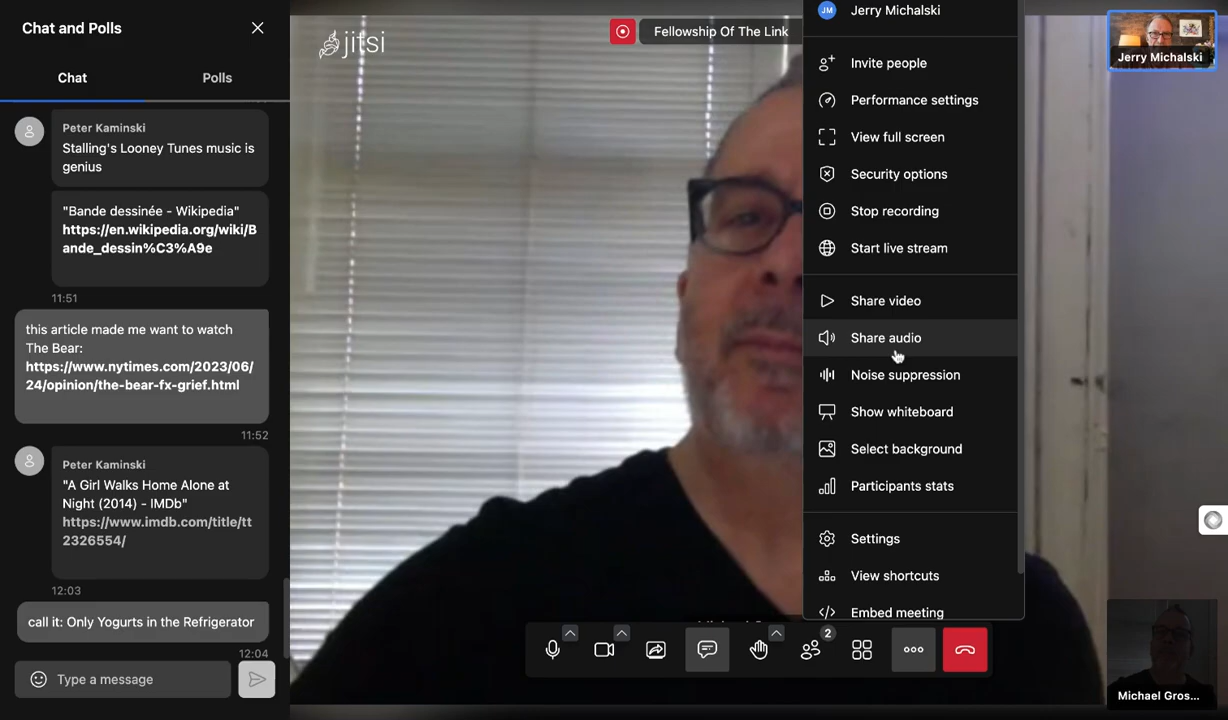 Chat and Polls
Chat
Polls
Peter Kaminski
Stalling's Looney Tunes music is
genius
"Bande dessinée - Wikipedia"
https://en.wikipedia.org/wiki/B
ande_dessin%C3%A9e
11:51
this article made me want to watch
The Bear:
https://www.nytimes.com/2023/06/
24/opinion/the-bear-fx-grief.html
11:52
Peter Kaminski
"A Girl Walks Home Alone at
Night (2014) - IMDb"
https://www.imdb.com/title/tt
2326554/
12:03
call it: Only Yogurts in the Refrigerator
12:04
Type a message
jitsi
Fellowship Of The Link
JM Jerry Michalski
Invite people
Performance settings
View full screen
Security options
Stop recording
Start live stream
Share video
Share audio
Noise suppression
Show whiteboard
Select background
Participants stats
Settings
View shortcuts
Embed meeting
2
Jerry Michalski
Michael Gros...